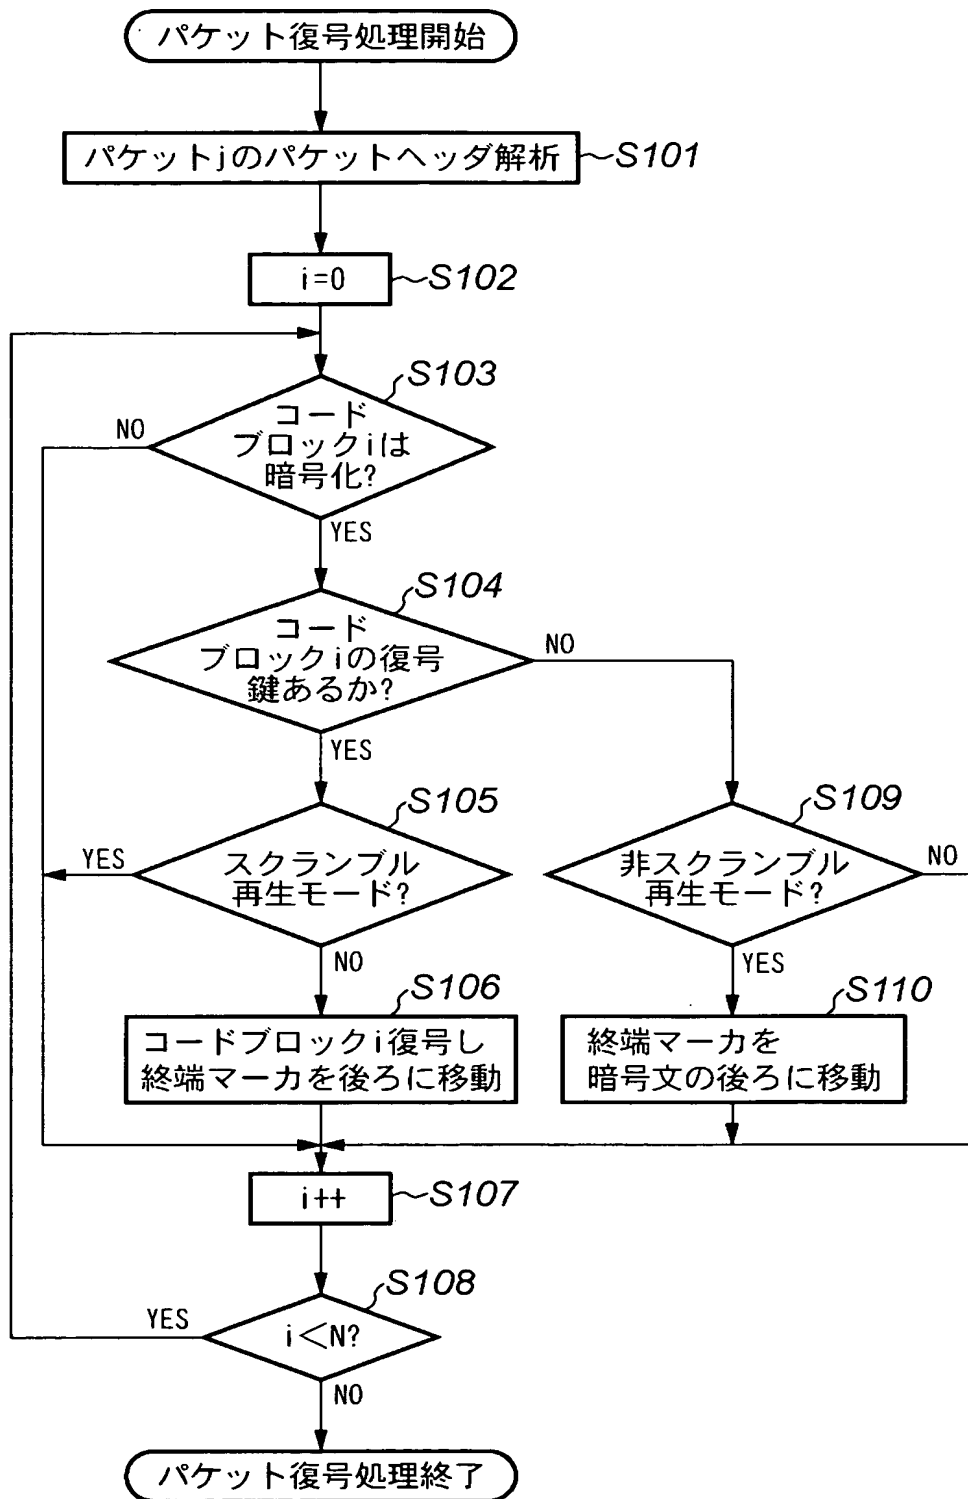 パケット復号処理開始
パケットjのパケットヘッダ解析
S101
i=0
S102
S103
コード
ブロックiは
暗号化?
NO
YES
S104
コード
ブロックiの復号
鍵あるか?
NO
YES
S105
スクランブル
再生モード?
YES
NO
S109
非スクランブル
再生モード?
NO
YES
S106
コードブロックi復号し
終端マーカを後ろに移動
S110
終端マーカを
暗号文の後ろに移動
i++
S107
S108
i<N?
YES
NO
パケット復号処理終了